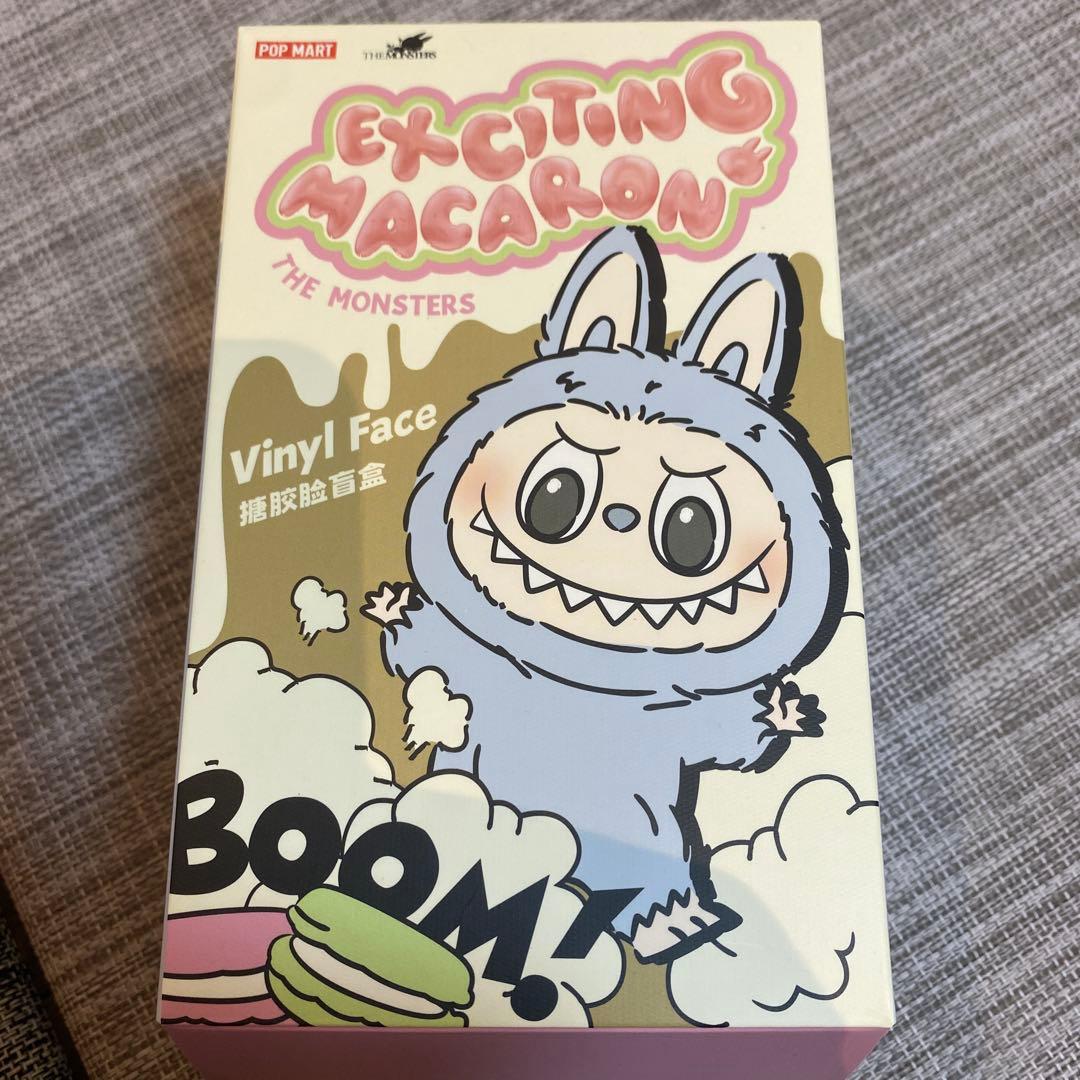 POP MART
THE MONSTERS
EXCITING
MACARON
THE MONSTERS
Vinyl Face
搪胶脸盲盒
BOOM!